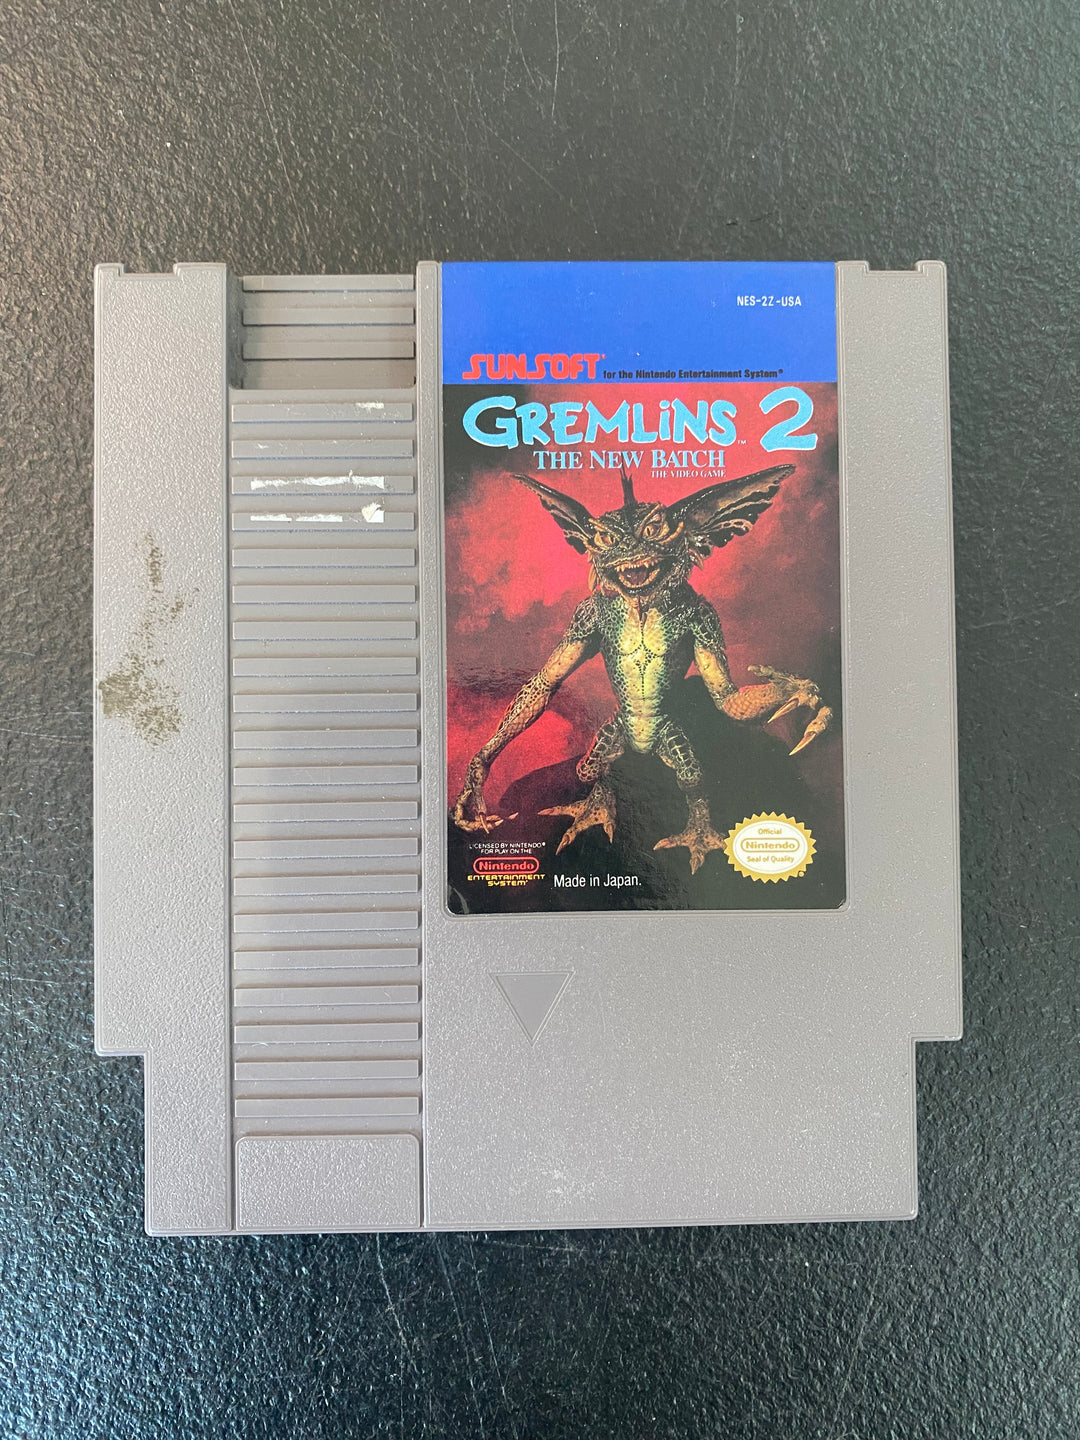 NES-2Z-USA
SUNSOFT® for the Nintendo Entertainment System®
GREMLiNS™ 2
THE NEW BATCH
THE VIDEO GAME
LICENSED BY NINTENDO®
FOR PLAY ON THE
Nintendo
ENTERTAINMENT
SYSTEM®
Made in Japan.
Official
Nintendo
Seal of Quality